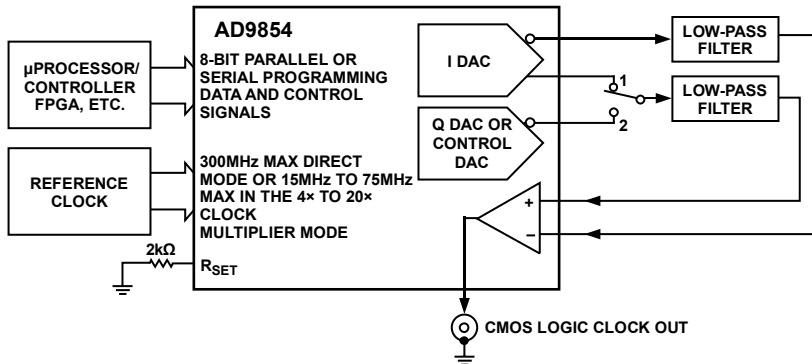 AD9854
µPROCESSOR/
CONTROLLER
FPGA, ETC.
8-BIT PARALLEL OR
SERIAL PROGRAMMING
DATA AND CONTROL
SIGNALS
REFERENCE
CLOCK
300MHz MAX DIRECT
MODE OR 15MHz TO 75MHz
MAX IN THE 4× TO 20×
CLOCK
MULTIPLIER MODE
2kΩ
RSET
I DAC
Q DAC OR
CONTROL
DAC
1
2
LOW-PASS
FILTER
LOW-PASS
FILTER
+
–
CMOS LOGIC CLOCK OUT